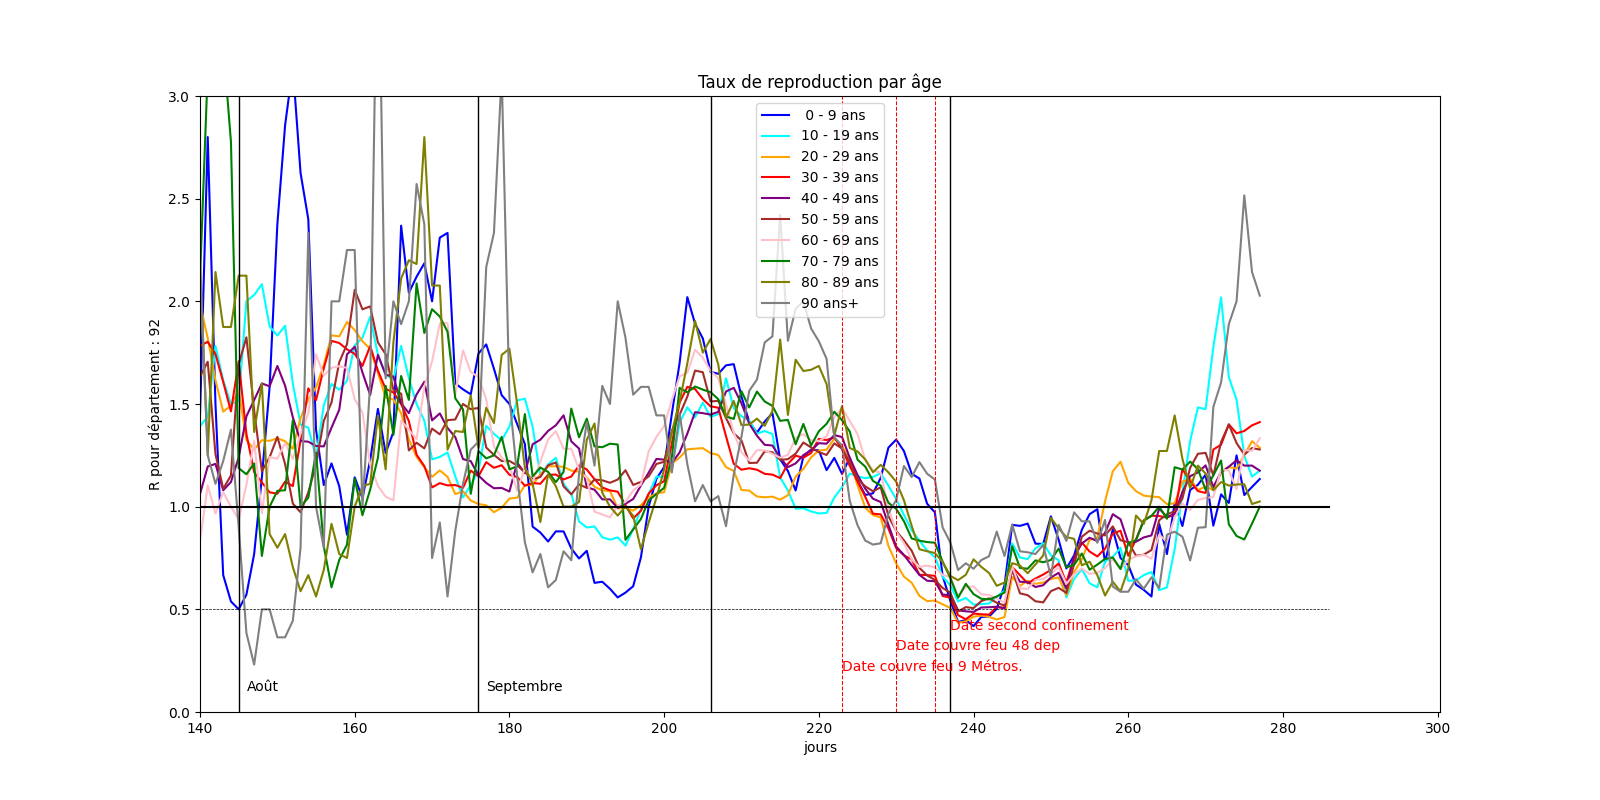 Taux de reproduction par âge
R pour département : 92
3.0
2.5
2.0
1.5
1.0
0.5
0.0
0 - 9 ans
10 - 19 ans
20 - 29 ans
30 - 39 ans
40 - 49 ans
50 - 59 ans
60 - 69 ans
70 - 79 ans
80 - 89 ans
90 ans+
Date second confinement
Date couvre feu 48 dep
Date couvre feu 9 Métros.
Août
Septembre
140 160 180 200 220 240 260 280 300
jours